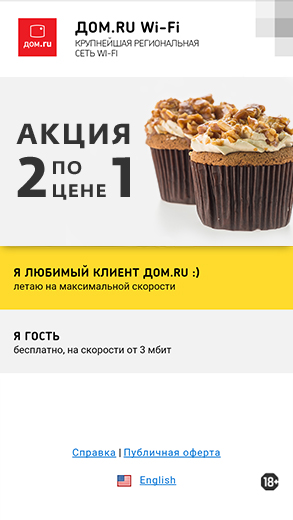 дом.ru
ДОМ.RU Wi-Fi
КРУПНЕЙШАЯ РЕГИОНАЛЬНАЯ
СЕТЬ WI-FI
АКЦИЯ
2 ПО ЦЕНЕ 1
Я ЛЮБИМЫЙ КЛИЕНТ ДОМ.RU :)
летаю на максимальной скорости
Я ГОСТЬ
бесплатно, на скорости от 3 мбит
Справка | Публичная оферта
English
18+